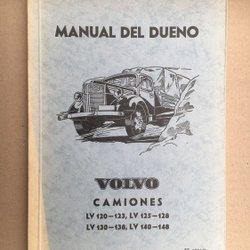 MANUAL DEL DUENO
VOLVO
CAMIONES
LV 120-123, LV 125-128
LV 130-138, LV 140-148